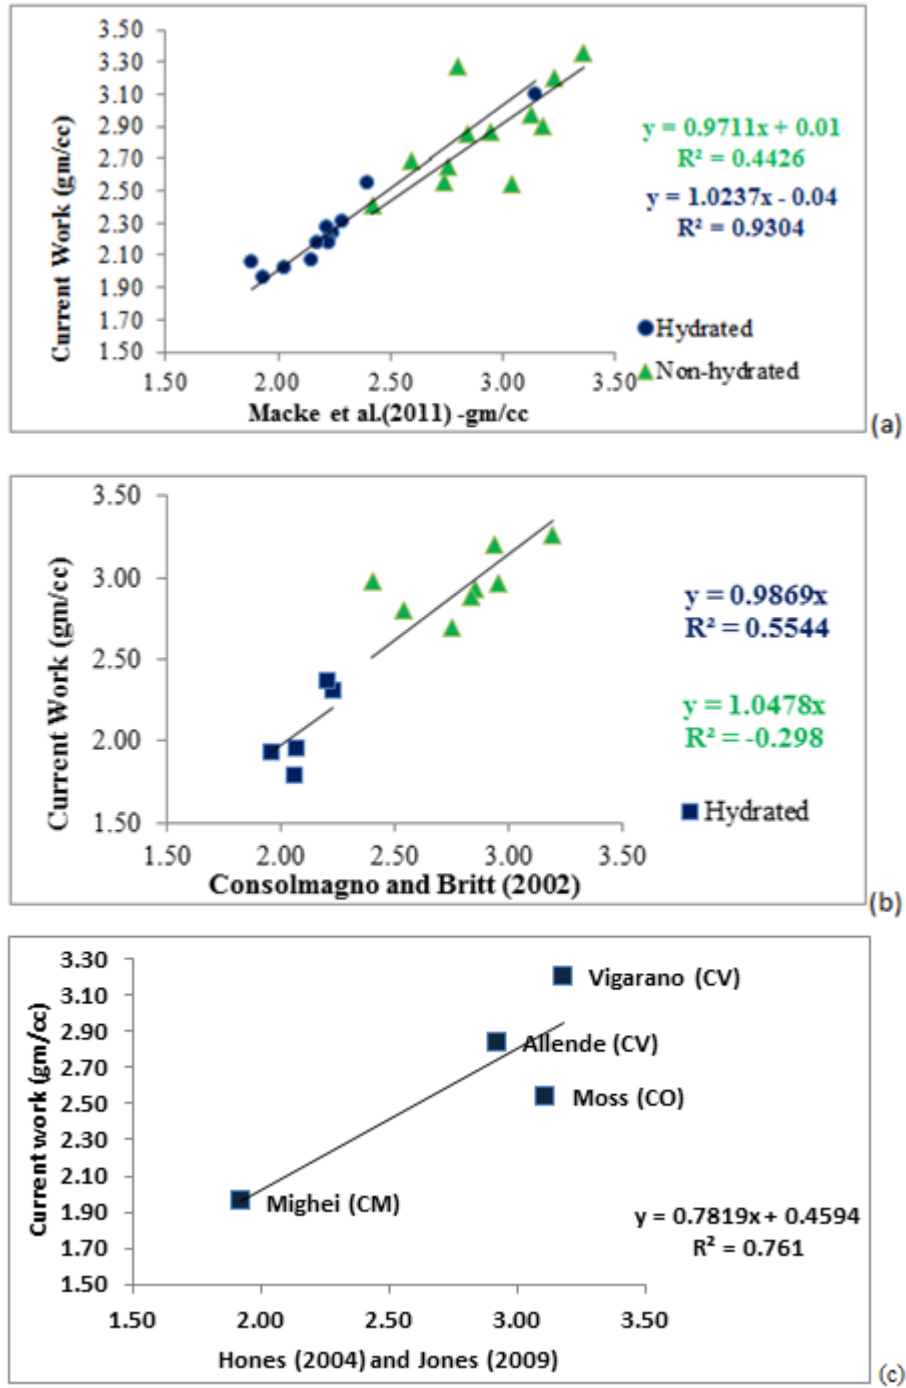 3.50
3.30
3.10
2.90
2.70
2.50
2.30
2.10
1.90
1.70
1.50
Current Work (gm/cc)
y = 0.9711x + 0.01
R² = 0.4426
y = 1.0237x - 0.04
R² = 0.9304
Hydrated
Non-hydrated
1.50 2.00 2.50 3.00 3.50
Macke et al.(2011) -gm/cc
(a)
3.50
3.00
2.50
2.00
1.50
Current Work (gm/cc)
y = 0.9869x
R² = 0.5544
y = 1.0478x
R² = -0.298
Hydrated
1.50 2.00 2.50 3.00 3.50
Consolmagno and Britt (2002)
(b)
3.30
3.10
2.90
2.70
2.50
2.30
2.10
1.90
1.70
1.50
Current work (gm/cc)
Vigarano (CV)
Allende (CV)
Moss (CO)
Mighei (CM)
y = 0.7819x + 0.4594
R² = 0.761
1.50 2.00 2.50 3.00 3.50
Hones (2004) and Jones (2009)
(c)